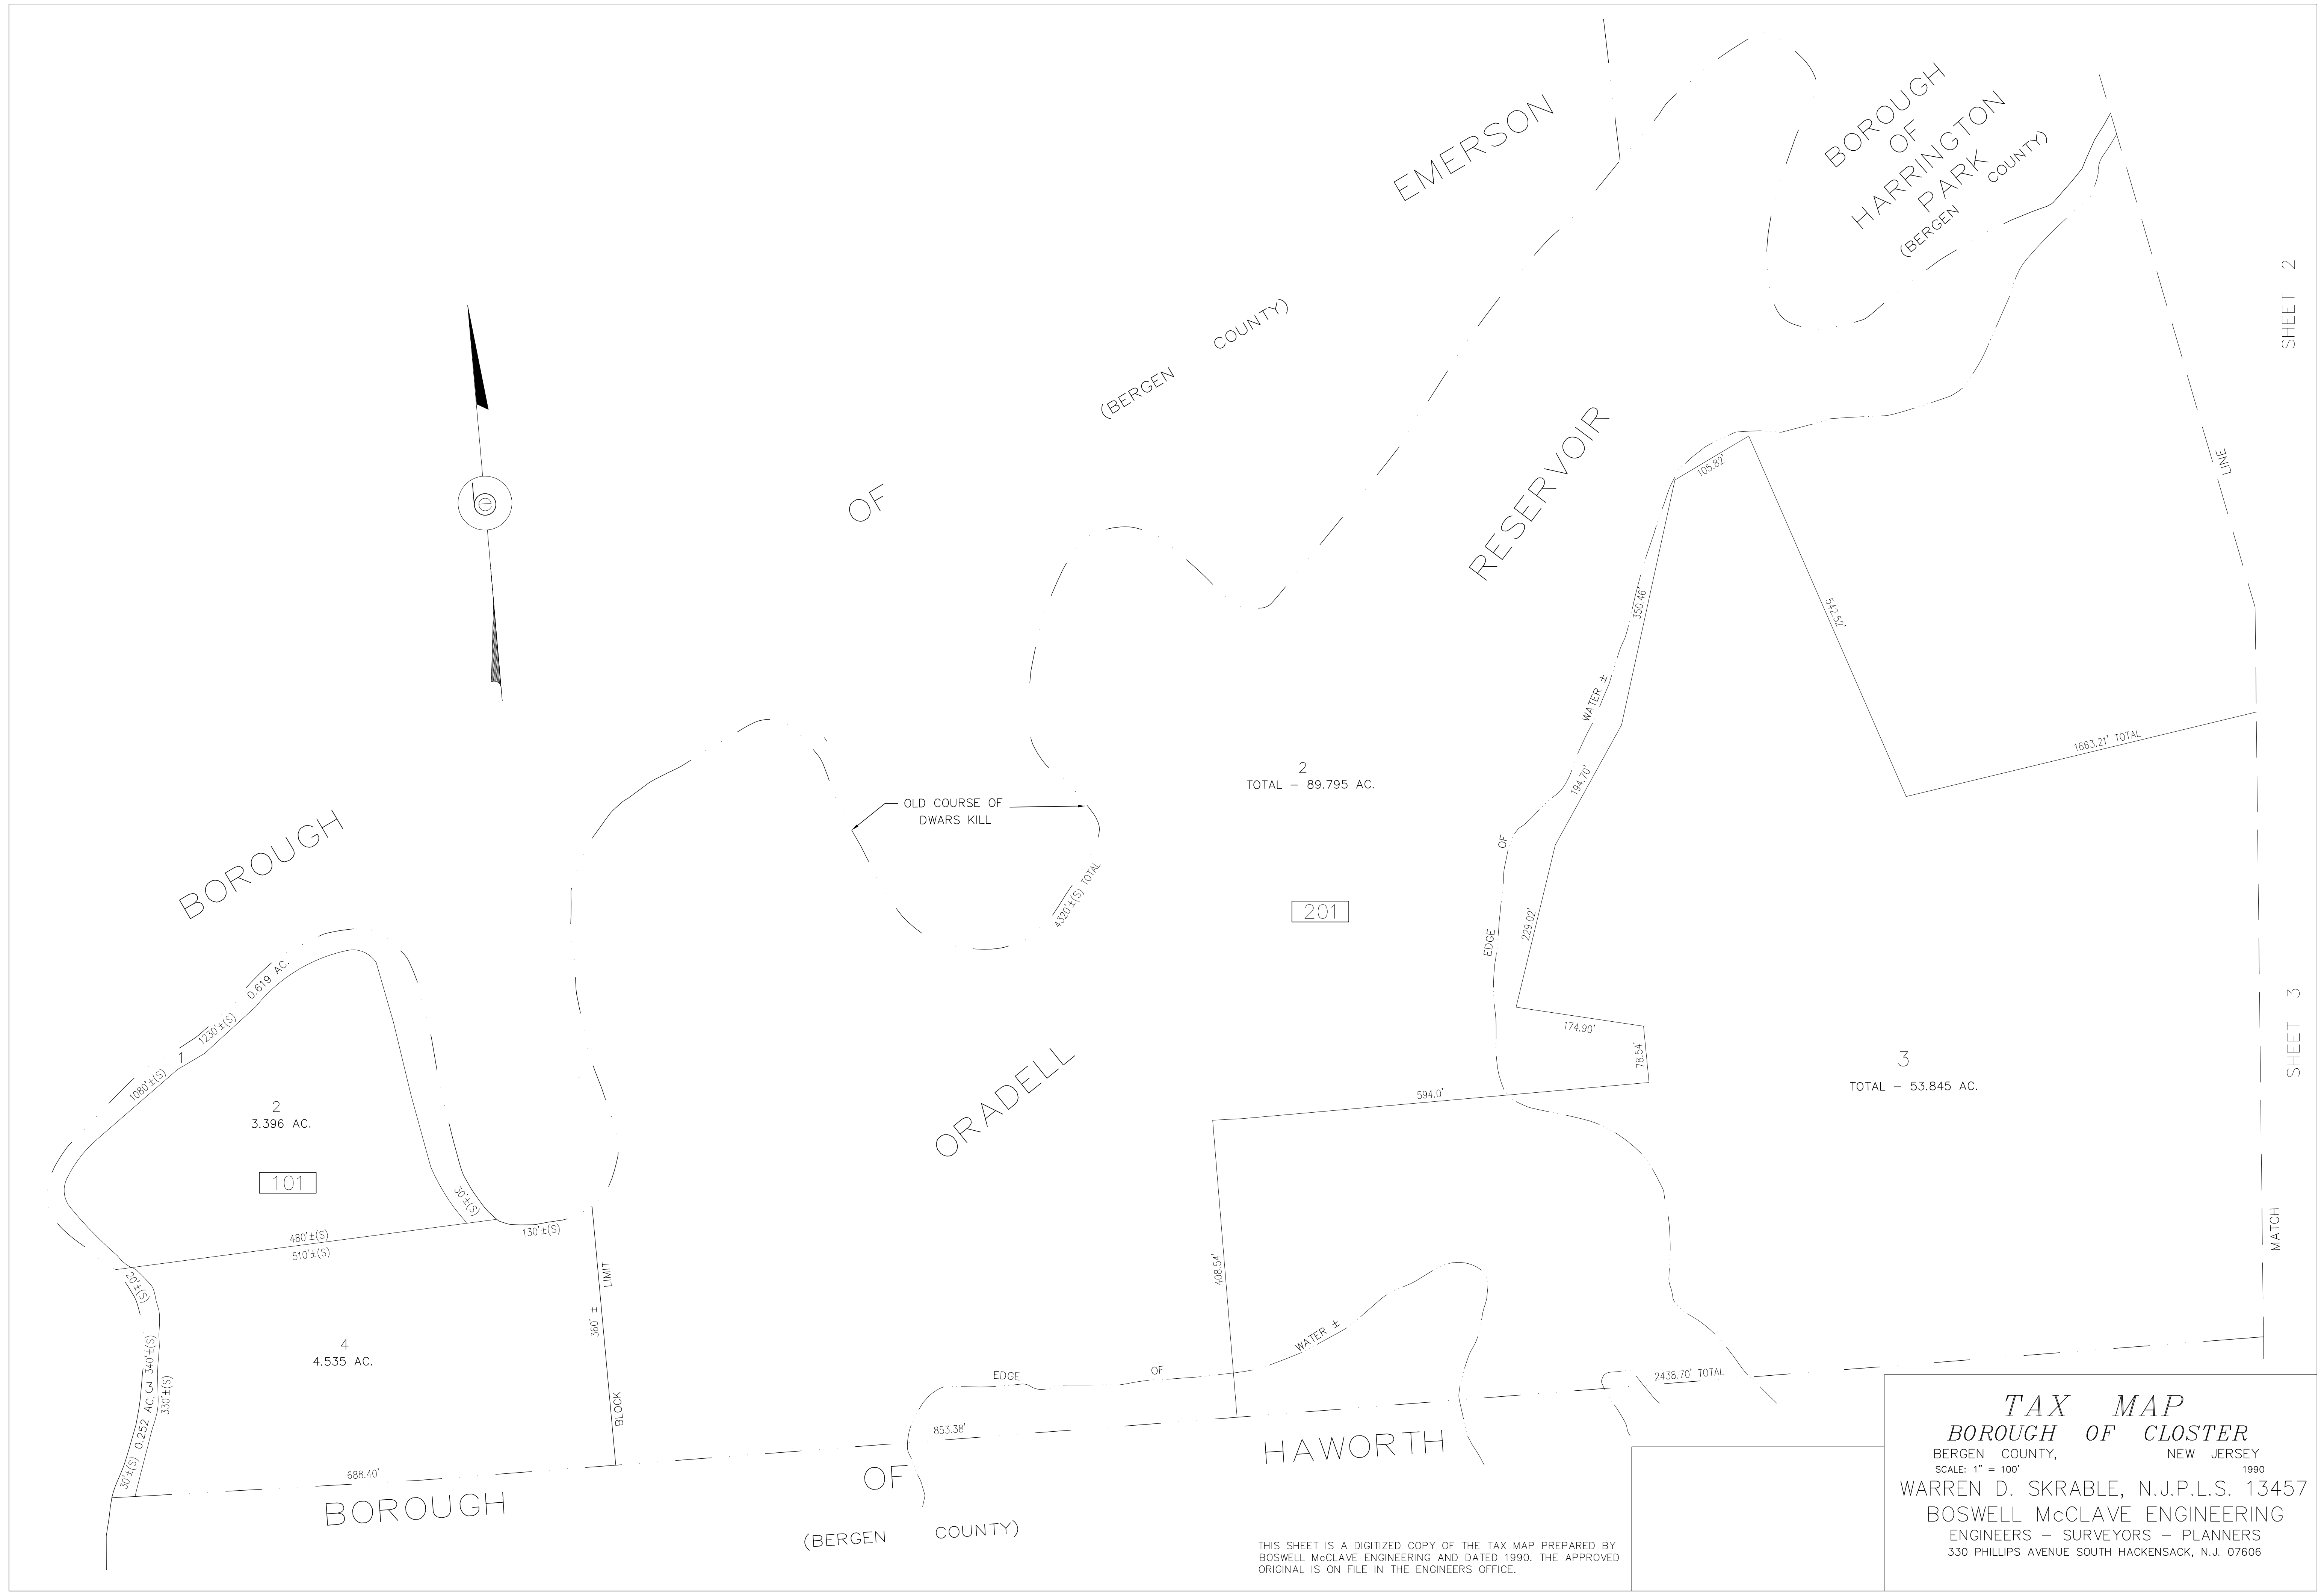 EMERSON
BOROUGH
OF
HARRINGTON
PARK
(BERGEN COUNTY)
SHEET 2
(BERGEN COUNTY)
OF
BOROUGH
RESERVOIR
ORADELL
LINE
105.82'
350.46'
542.52'
WATER ±
1663.21' TOTAL
194.70'
2
TOTAL – 89.795 AC.
OLD COURSE OF
DWARS KILL
OF
EDGE
4320'±(S) TOTAL
201
229.02'
174.90'
78.54'
594.0'
SHEET 3
3
TOTAL – 53.845 AC.
0.619 AC.
1230'±(S)
1
1080'±(S)
2
3.396 AC.
101
30'±(S)
130'±(S)
480'±(S)
510'±(S)
20'±(S)
LIMIT
360' ±
BLOCK
408.54'
MATCH
4
4.535 AC.
340'±(S)
3
0.252 AC.
330'±(S)
30'±(S)
WATER ±
EDGE
OF
2438.70' TOTAL
853.38'
688.40'
BOROUGH
OF
HAWORTH
(BERGEN COUNTY)
THIS SHEET IS A DIGITIZED COPY OF THE TAX MAP PREPARED BY
BOSWELL McCLAVE ENGINEERING AND DATED 1990. THE APPROVED
ORIGINAL IS ON FILE IN THE ENGINEERS OFFICE.
TAX MAP
BOROUGH OF CLOSTER
BERGEN COUNTY, NEW JERSEY
SCALE: 1" = 100' 1990
WARREN D. SKRABLE, N.J.P.L.S. 13457
BOSWELL McCLAVE ENGINEERING
ENGINEERS – SURVEYORS – PLANNERS
330 PHILLIPS AVENUE SOUTH HACKENSACK, N.J. 07606